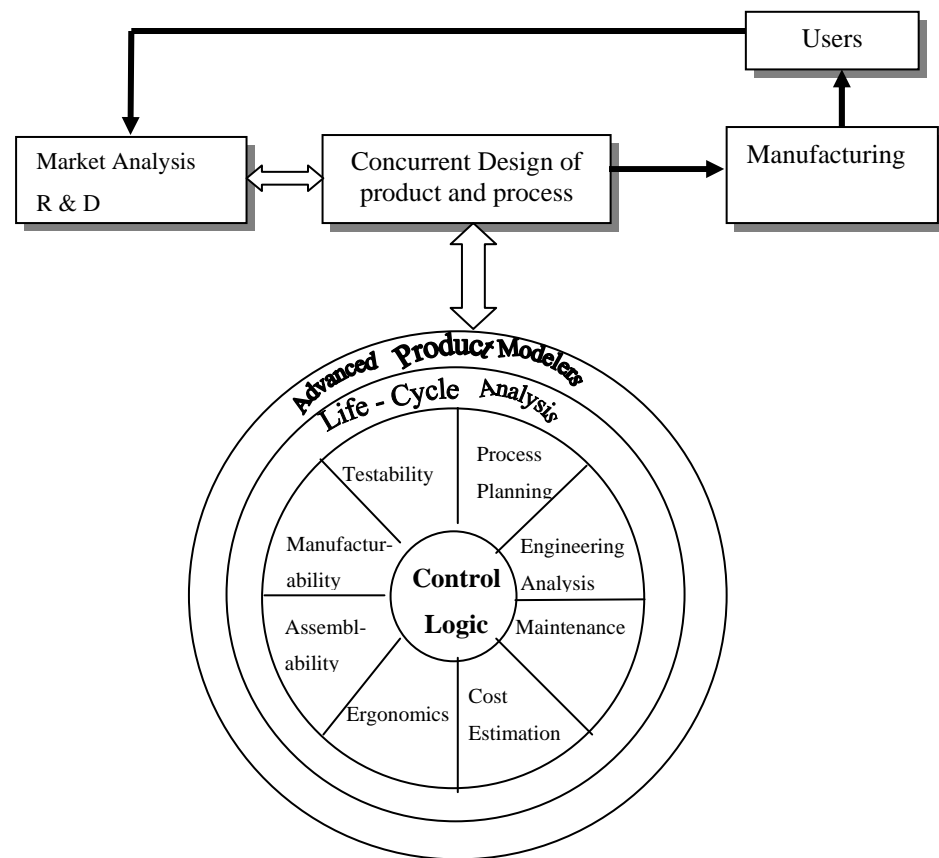 Users
Market Analysis
R & D
Concurrent Design of
product and process
Manufacturing
Advanced Product Modelers
Life - Cycle Analysis
Testability
Process
Planning
Manufactur-
ability
Engineering
Analysis
Control
Logic
Assembl-
ability
Maintenance
Ergonomics
Cost
Estimation